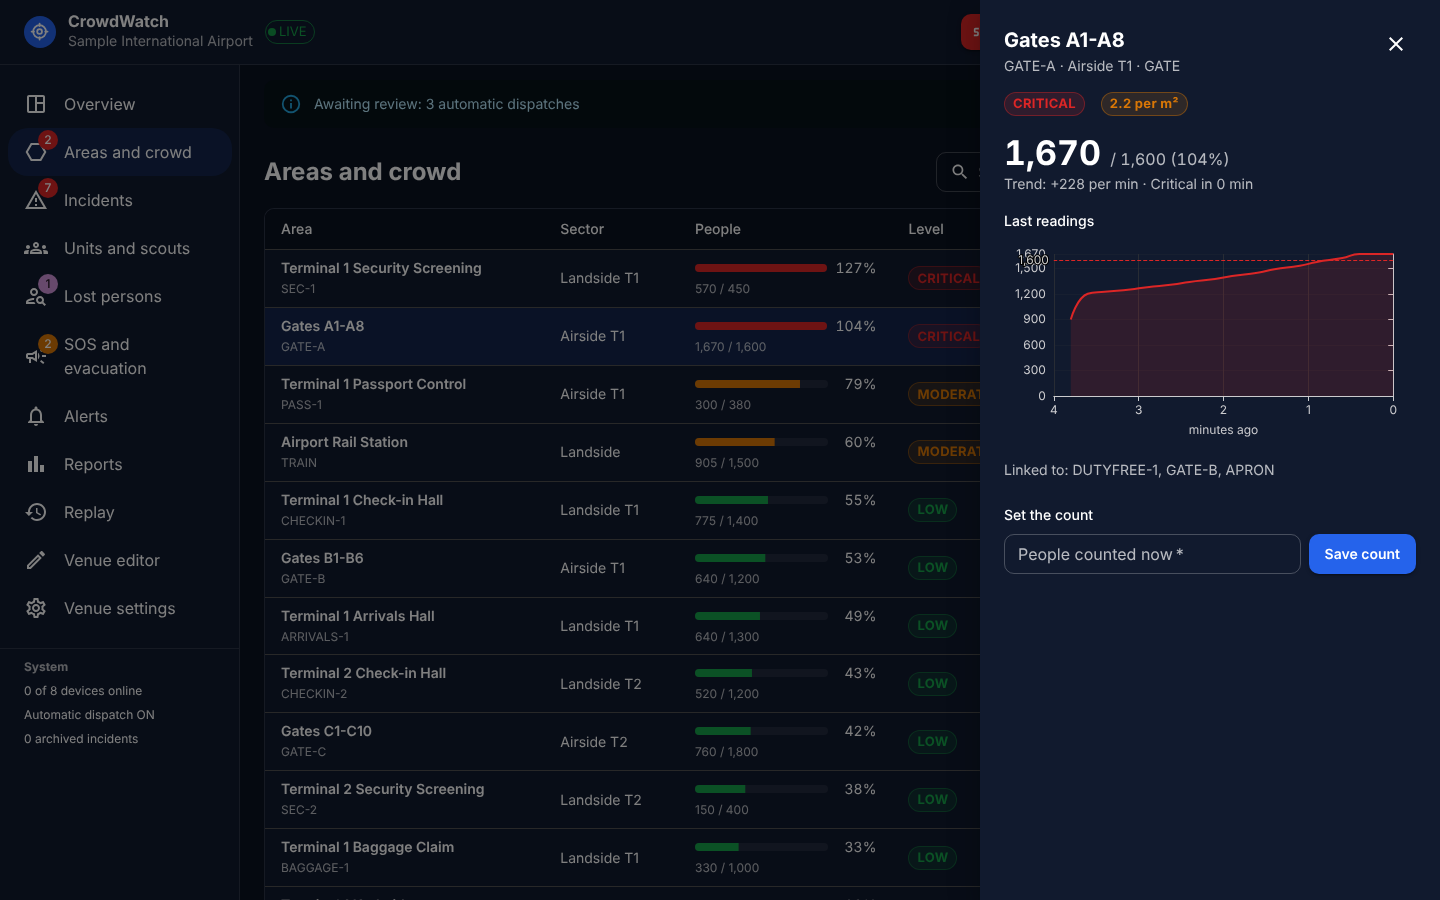 CrowdWatch
Sample International Airport
LIVE
Overview
2
Areas and crowd
7
Incidents
Units and scouts
1
Lost persons
2
SOS and
evacuation
Alerts
Reports
Replay
Venue editor
Venue settings
System
0 of 8 devices online
Automatic dispatch ON
0 archived incidents
Awaiting review: 3 automatic dispatches
Areas and crowd
Area Sector People Level
Terminal 1 Security Screening
SEC-1
Landside T1
127%
570 / 450
CRITICAL
Gates A1-A8
GATE-A
Airside T1
104%
1,670 / 1,600
CRITICAL
Terminal 1 Passport Control
PASS-1
Airside T1
79%
300 / 380
Airport Rail Station
TRAIN
Landside
60%
905 / 1,500
Terminal 1 Check-in Hall
CHECKIN-1
Landside T1
55%
775 / 1,400
LOW
Gates B1-B6
GATE-B
Airside T1
53%
640 / 1,200
LOW
Terminal 1 Arrivals Hall
ARRIVALS-1
Landside T1
49%
640 / 1,300
LOW
Terminal 2 Check-in Hall
CHECKIN-2
Landside T2
43%
520 / 1,200
LOW
Gates C1-C10
GATE-C
Airside T2
42%
760 / 1,800
LOW
Terminal 2 Security Screening
SEC-2
Landside T2
38%
150 / 400
LOW
Terminal 1 Baggage Claim
BAGGAGE-1
Landside T1
33%
330 / 1,000
LOW
Gates A1-A8
GATE-A · Airside T1 · GATE
CRITICAL
2.2 per m²
1,670 / 1,600 (104%)
Trend: +228 per min · Critical in 0 min
Last readings
1,670
1,600
1,500
1,200
900
600
300
0
4 3 2 1 0
minutes ago
Linked to: DUTYFREE-1, GATE-B, APRON
Set the count
People counted now *
Save count